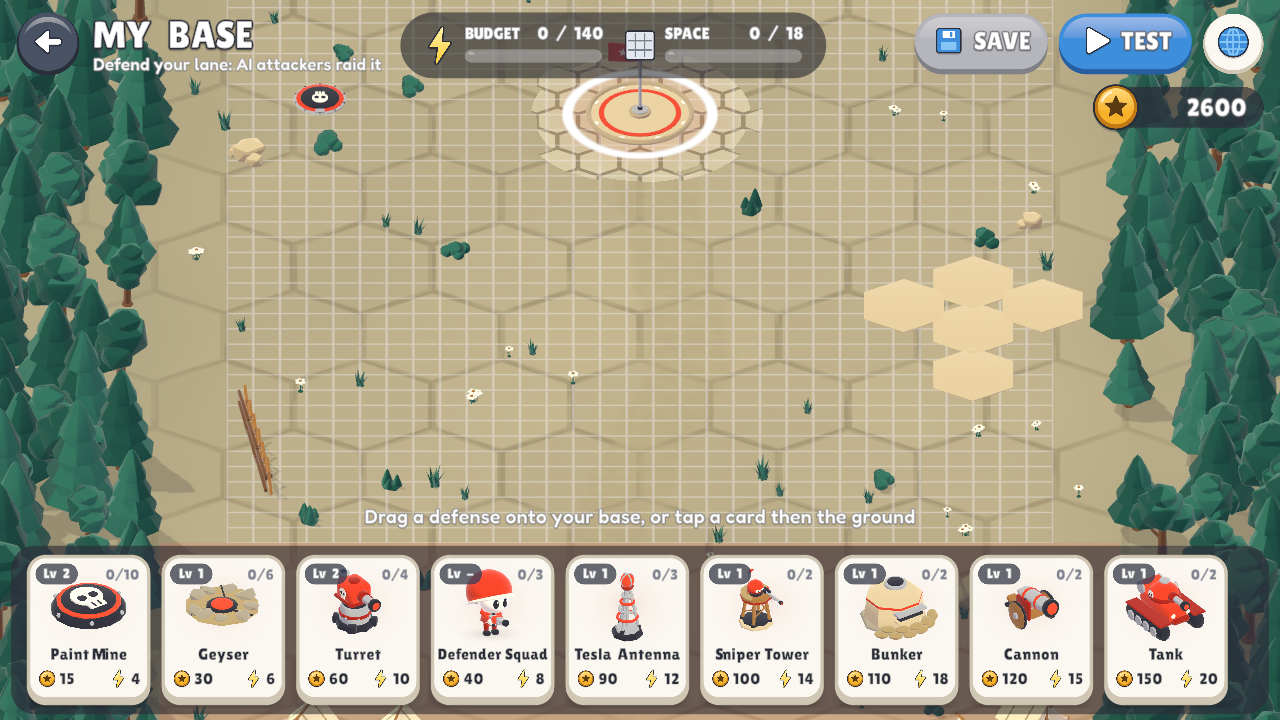 MY BASE
Defend your lane: AI attackers raid it
BUDGET 0 / 140
SPACE 0 / 18
SAVE
TEST
2600
Drag a defense onto your base, or tap a card then the ground
Lv 2 0/10
Paint Mine
15 4
Lv 1 0/6
Geyser
30 6
Lv 2 0/4
Turret
60 10
Lv – 0/3
Defender Squad
40 8
Lv 1 0/3
Tesla Antenna
90 12
Lv 1 0/2
Sniper Tower
100 14
Lv 1 0/2
Bunker
110 18
Lv 1 0/2
Cannon
120 15
Lv 1 0/2
Tank
150 20